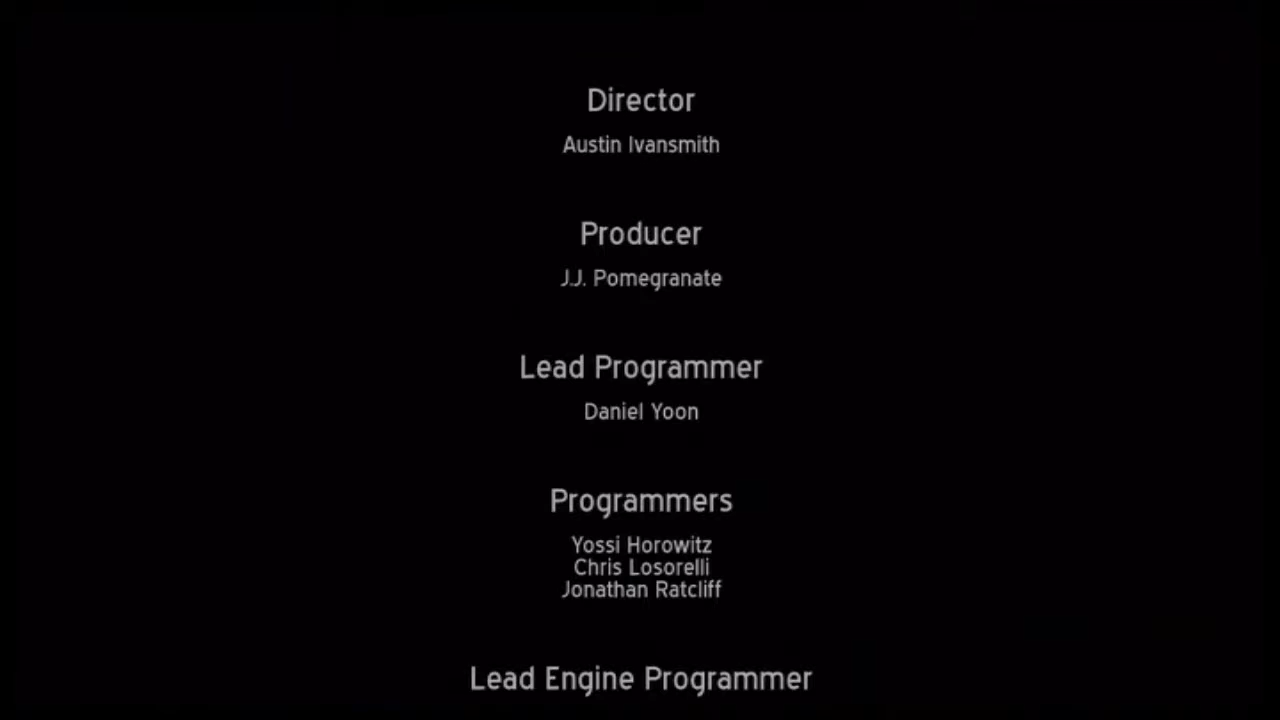 Director
Austin Ivansmith
Producer
J.J. Pomegranate
Lead Programmer
Daniel Yoon
Programmers
Yossi Horowitz
Chris Losorelli
Jonathan Ratcliff
Lead Engine Programmer